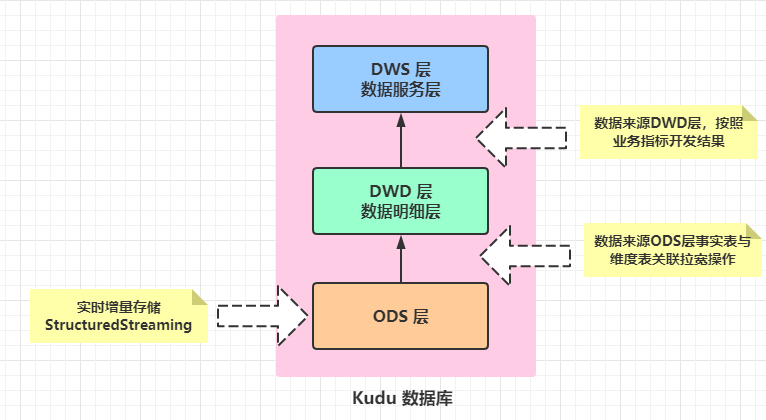 DWS 层
数据服务层
数据来源DWD层，按照
业务指标开发结果
DWD 层
数据明细层
数据来源ODS层事实表与
维度表关联拉宽操作
实时增量存储
StructuredStreaming
ODS 层
Kudu 数据库